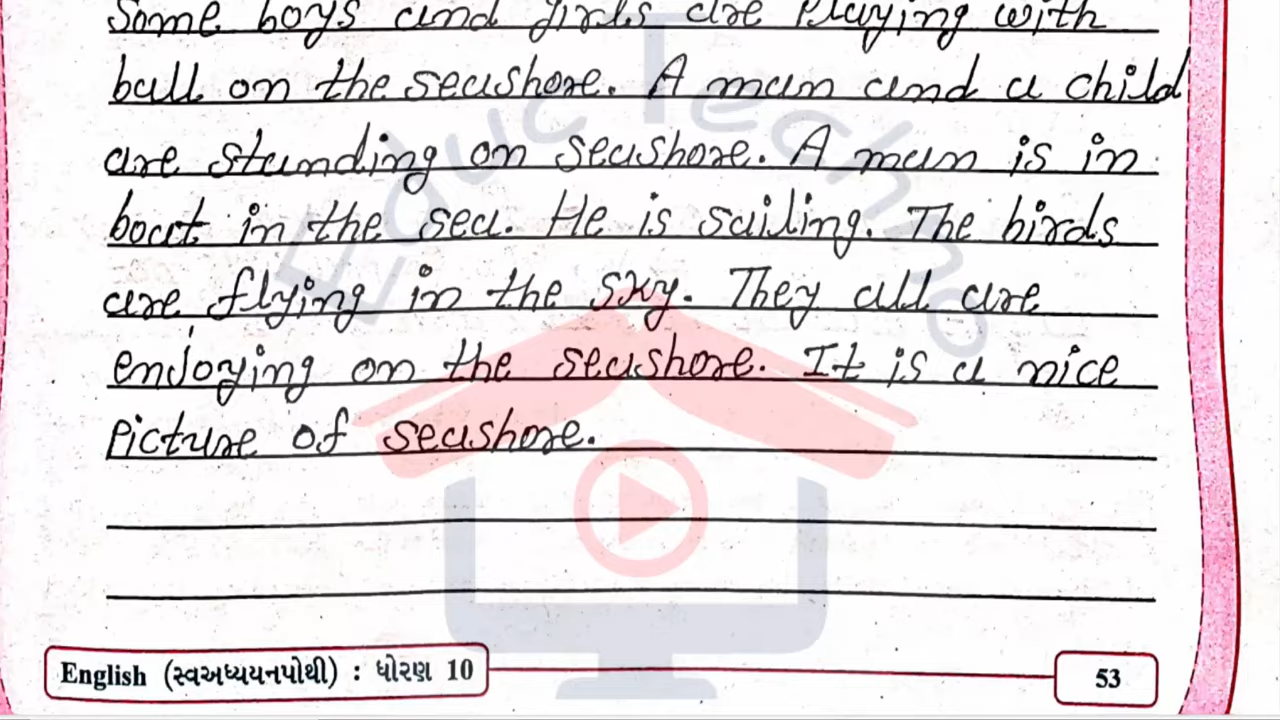 Some boys and girls are Playing with
ball on the seashore. A man and a child
are standing on seashore. A man is in
boat in the sea. He is sailing. The birds
are flying in the sky. They all are
enjoying on the seashore. It is a nice
Picture of seashore.
Educ Techno
English (સ્વઅધ્યયનપોથી) : ધોરણ 10
53